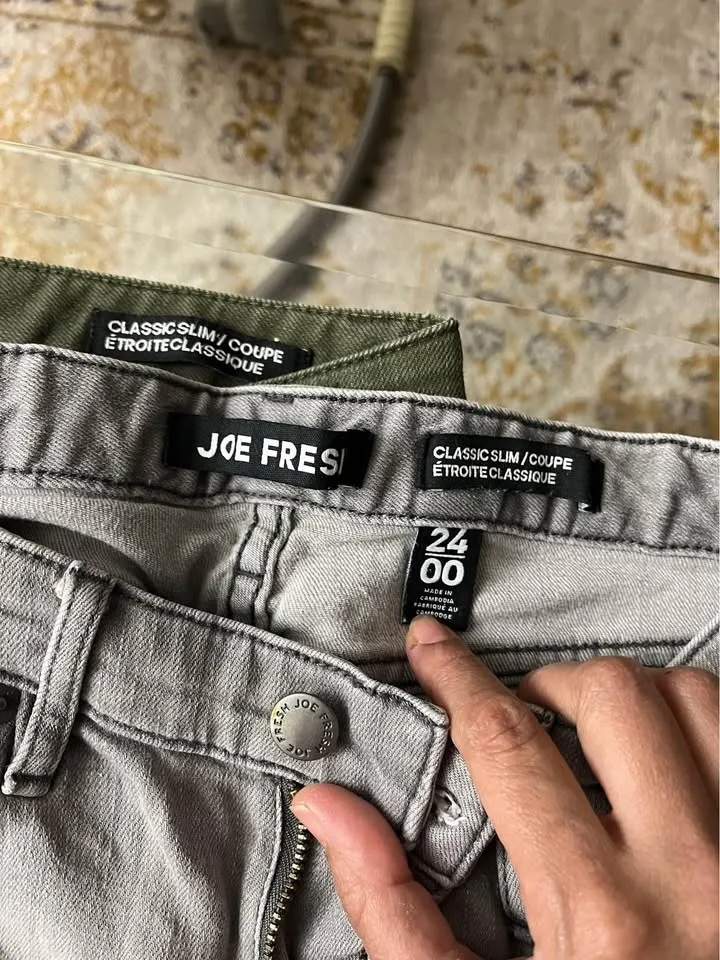 CLASSIC SLIM / COUPE
ÉTROITE CLASSIQUE
JOE FRES
CLASSIC SLIM / COUPE
ÉTROITE CLASSIQUE
24
00
MADE IN
CAMBODIA
FABRIQUÉ AU
CAMBODGE
JOE FRESH JOE FRESH